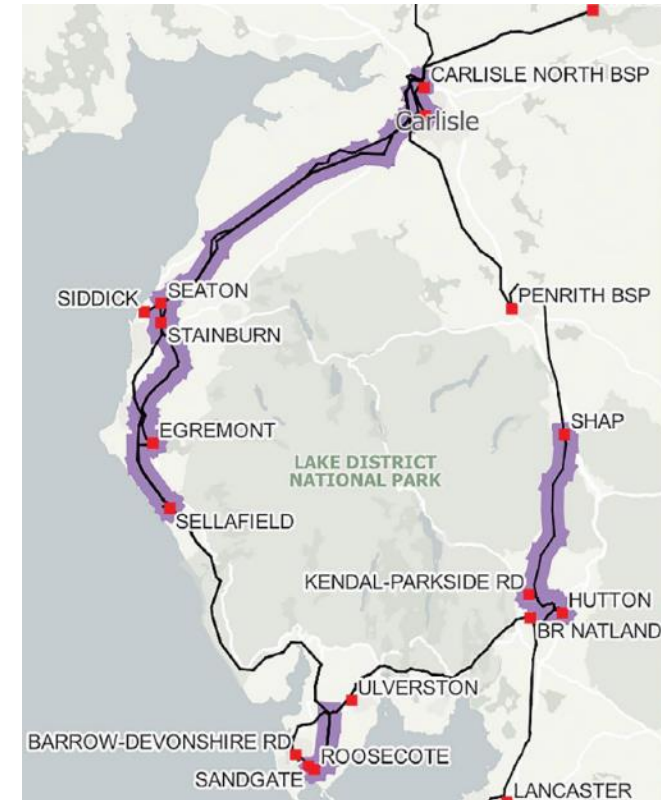 CARLISLE NORTH BSP
Carlisle
SEATON
SIDDICK
STAINBURN
PENRITH BSP
EGREMONT
SHAP
LAKE DISTRICT
NATIONAL PARK
SELLAFIELD
KENDAL-PARKSIDE RD
HUTTON
BR NATLAND
ULVERSTON
BARROW-DEVONSHIRE RD
ROOSECOTE
SANDGATE
LANCASTER